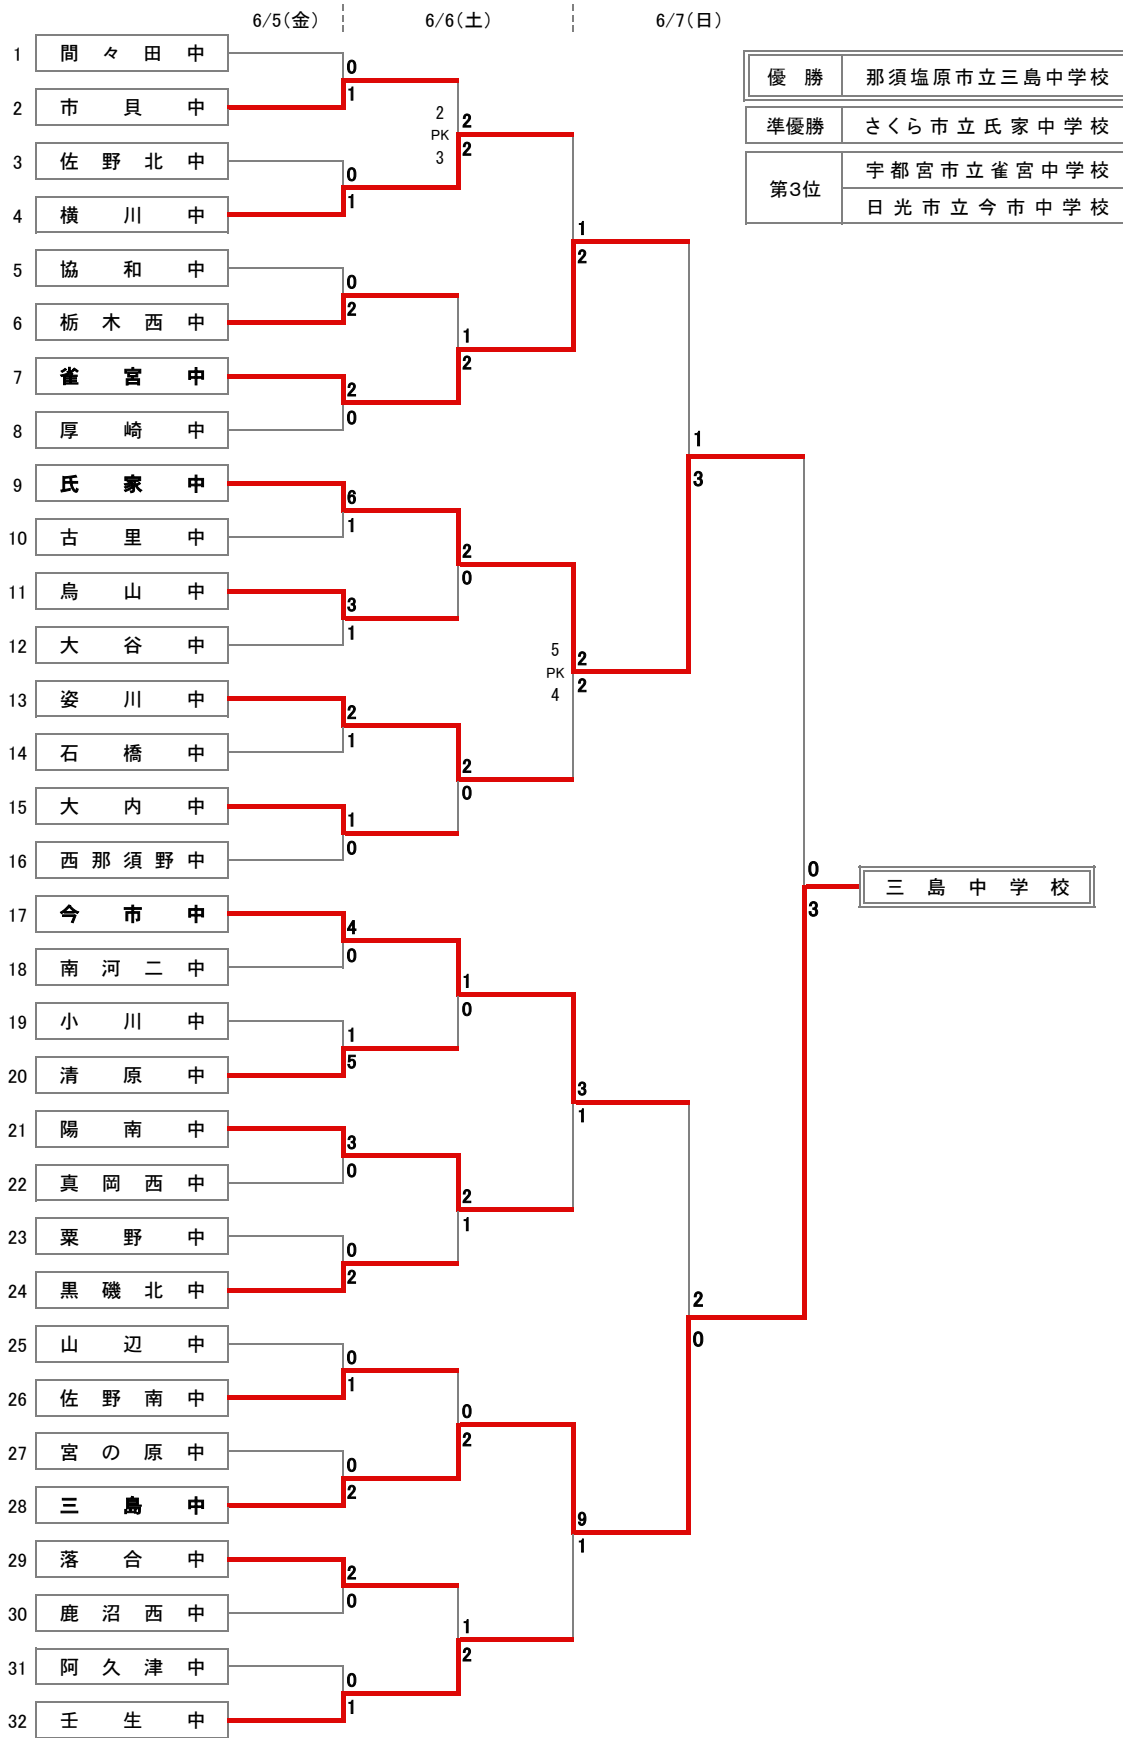 6/5(金) 6/6(土) 6/7(日)
優勝 那須塩原市立三島中学校
準優勝 さくら市立氏家中学校
第3位 宇都宮市立雀宮中学校
日光市立今市中学校
1 間々田中
0
1
2 市貝中
2
PK
3
2
2
3 佐野北中
0
1
4 横川中
1
2
5 協和中
0
2
6 栃木西中
1
2
7 雀宮中
2
0
8 厚崎中
1
3
9 氏家中
6
1
10 古里中
2
0
11 烏山中
3
1
12 大谷中
5
PK
4
2
2
13 姿川中
2
1
14 石橋中
2
0
15 大内中
1
0
16 西那須野中
0
3
三島中学校
17 今市中
4
0
18 南河二中
1
0
19 小川中
1
5
20 清原中
3
1
21 陽南中
3
0
22 真岡西中
2
1
23 粟野中
0
2
24 黒磯北中
2
0
25 山辺中
0
1
26 佐野南中
0
2
27 宮の原中
0
2
28 三島中
9
1
29 落合中
2
0
30 鹿沼西中
1
2
31 阿久津中
0
1
32 壬生中